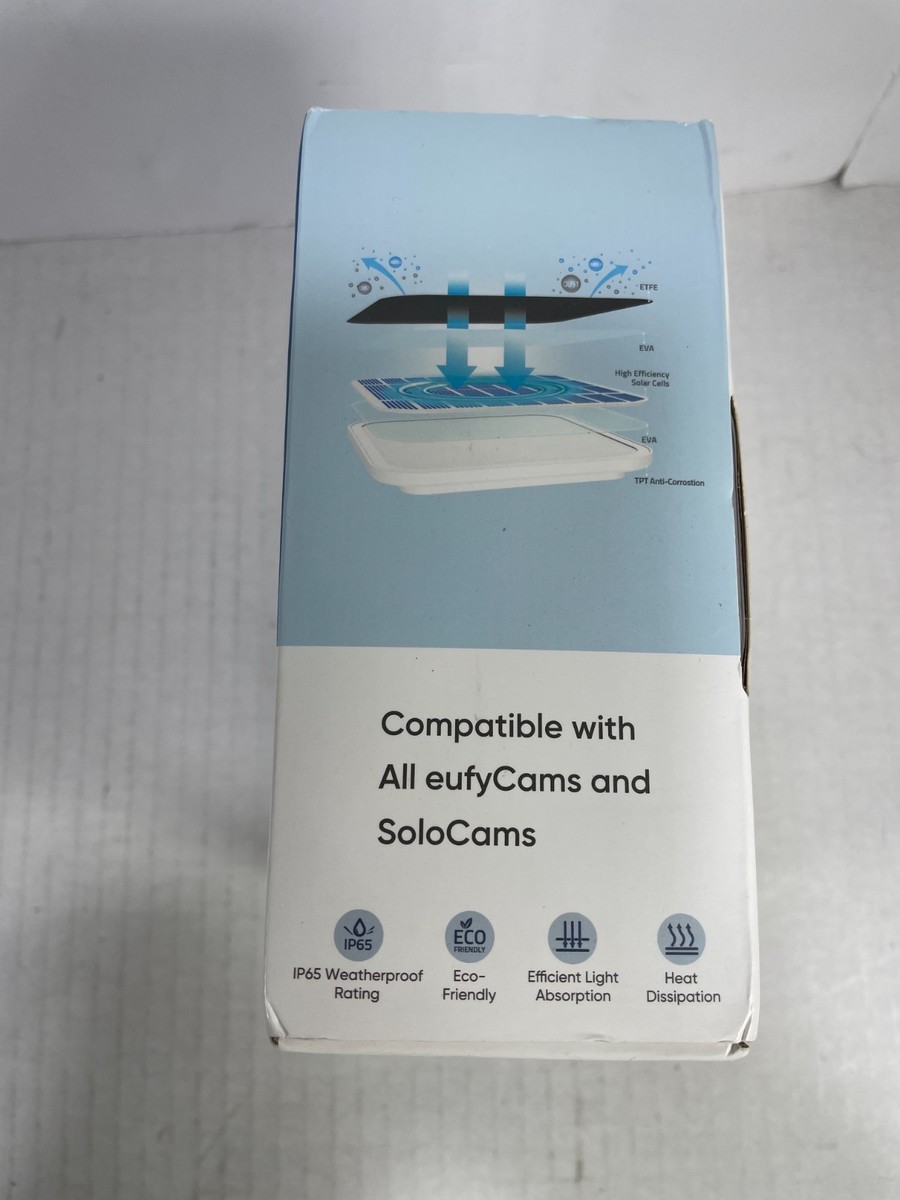 ETFE
EVA
High Efficiency
Solar Cells
EVA
TPT Anti-Corrostion
Compatible with
All eufyCams and
SoloCams
IP65
ECO
FRIENDLY
IP65 Weatherproof
Rating
Eco-
Friendly
Efficient Light
Absorption
Heat
Dissipation